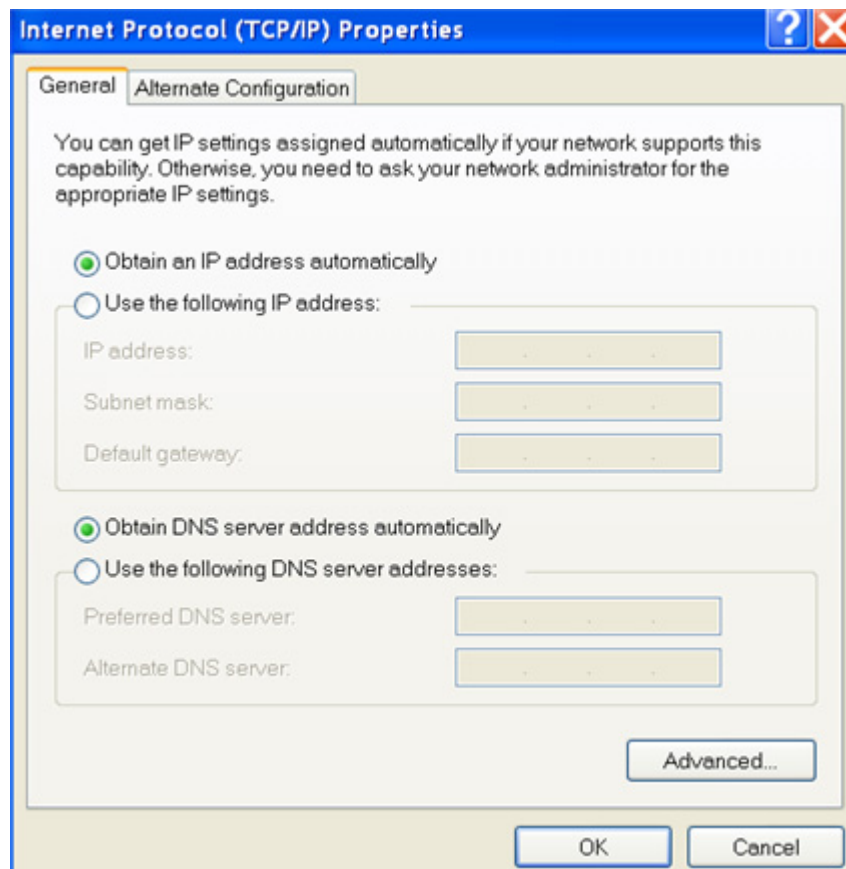 Internet Protocol (TCP/IP) Properties
General Alternate Configuration
You can get IP settings assigned automatically if your network supports this
capability. Otherwise, you need to ask your network administrator for the
appropriate IP settings.
Obtain an IP address automatically
Use the following IP address:
IP address:
Subnet mask:
Default gateway:
Obtain DNS server address automatically
Use the following DNS server addresses:
Preferred DNS server:
Alternate DNS server:
Advanced...
OK Cancel